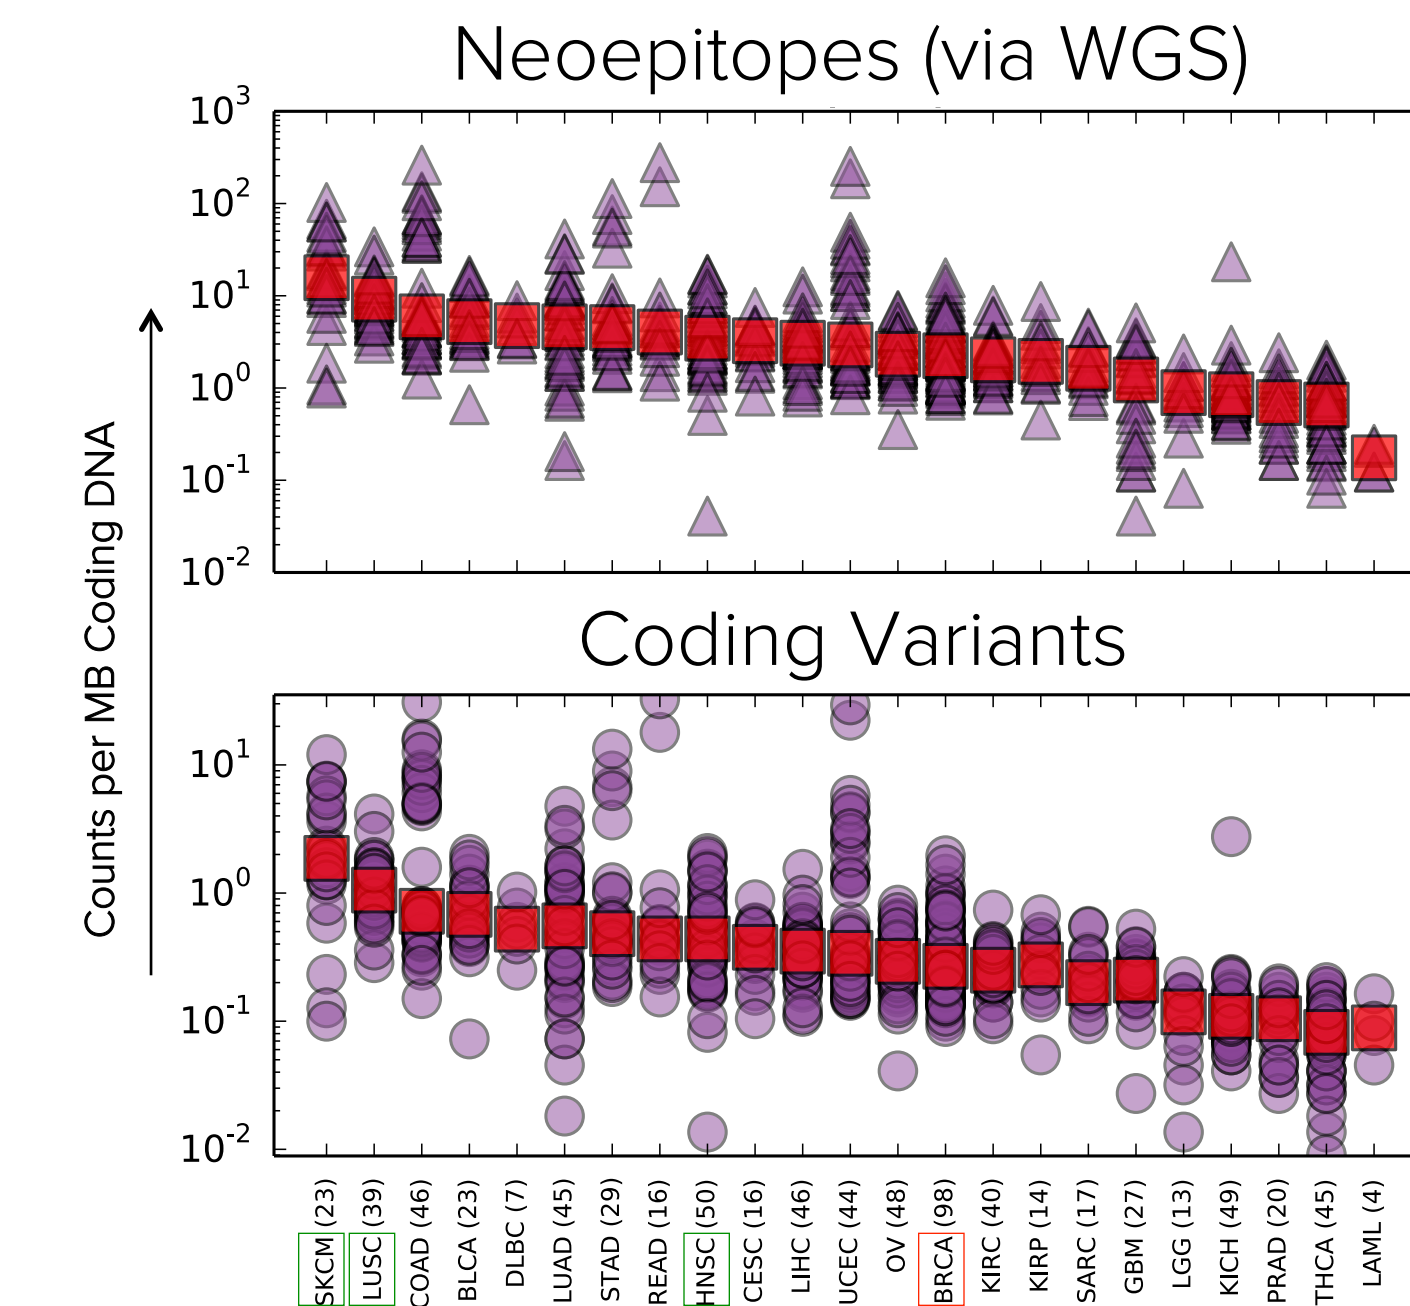 Neoepitopes (via WGS)
10^3
10^2
10^1
10^0
10^-1
10^-2
Counts per MB Coding DNA
Coding Variants
10^1
10^0
10^-1
10^-2
SKCM (23)
LUSC (39)
COAD (46)
BLCA (23)
DLBC (7)
LUAD (45)
STAD (29)
READ (16)
HNSC (50)
CESC (16)
LIHC (46)
UCEC (44)
OV (48)
BRCA (98)
KIRC (40)
KIRP (14)
SARC (17)
GBM (27)
LGG (13)
KICH (49)
PRAD (20)
THCA (45)
LAML (4)